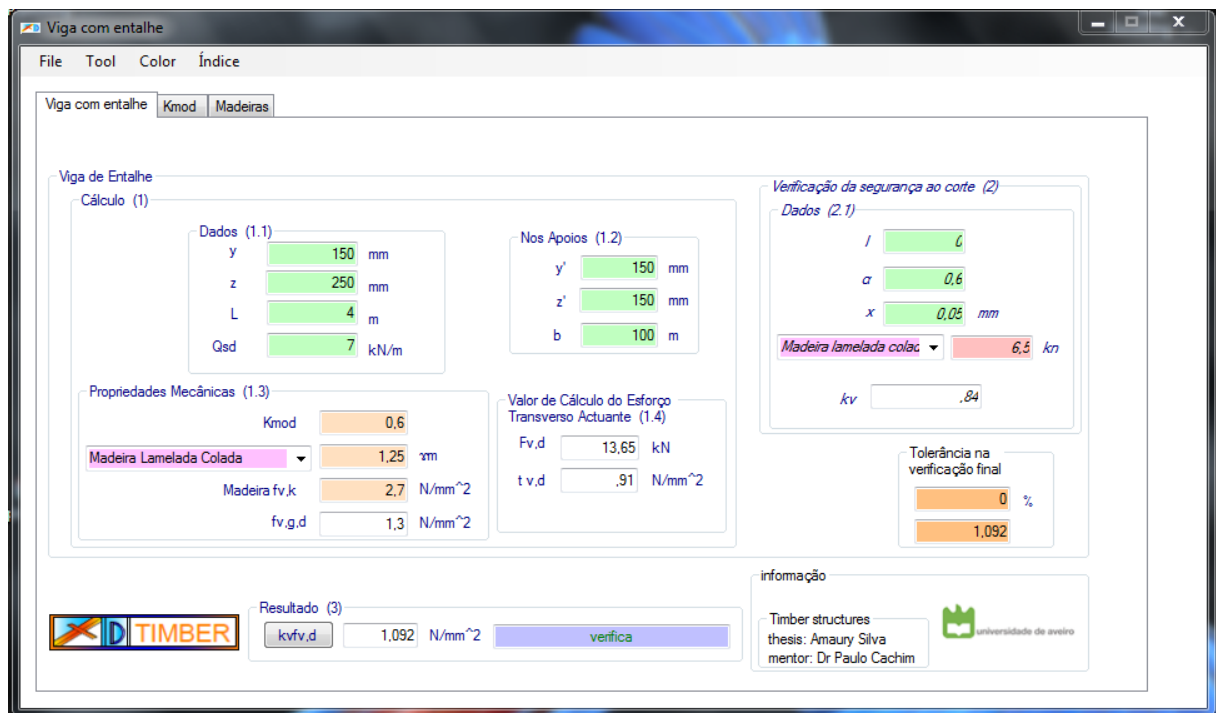 Viga com entalhe
File Tool Color Índice
Viga com entalhe Kmod Madeiras
Viga de Entalhe
Cálculo (1)
Dados (1.1)
y 150 mm
z 250 mm
L 4 m
Qsd 7 kN/m
Nos Apoios (1.2)
y' 150 mm
z' 150 mm
b 100 m
Propriedades Mecânicas (1.3)
Kmod 0,6
Madeira Lamelada Colada 1,25 γm
Madeira fv,k 2,7 N/mm^2
fv,g,d 1,3 N/mm^2
Valor de Cálculo do Esforço
Transverso Actuante (1.4)
Fv,d 13,65 kN
t v,d ,91 N/mm^2
Verificação da segurança ao corte (2)
Dados (2.1)
i 0
α 0,6
x 0,05 mm
Madeira lamelada colac 6,5 kn
kv ,84
Tolerância na
verificação final
0 %
1,092
Resultado (3)
kvfv,d 1,092 N/mm^2 verifica
XD TIMBER
informação
Timber structures
thesis: Amaury Silva
mentor: Dr Paulo Cachim
universidade de aveiro